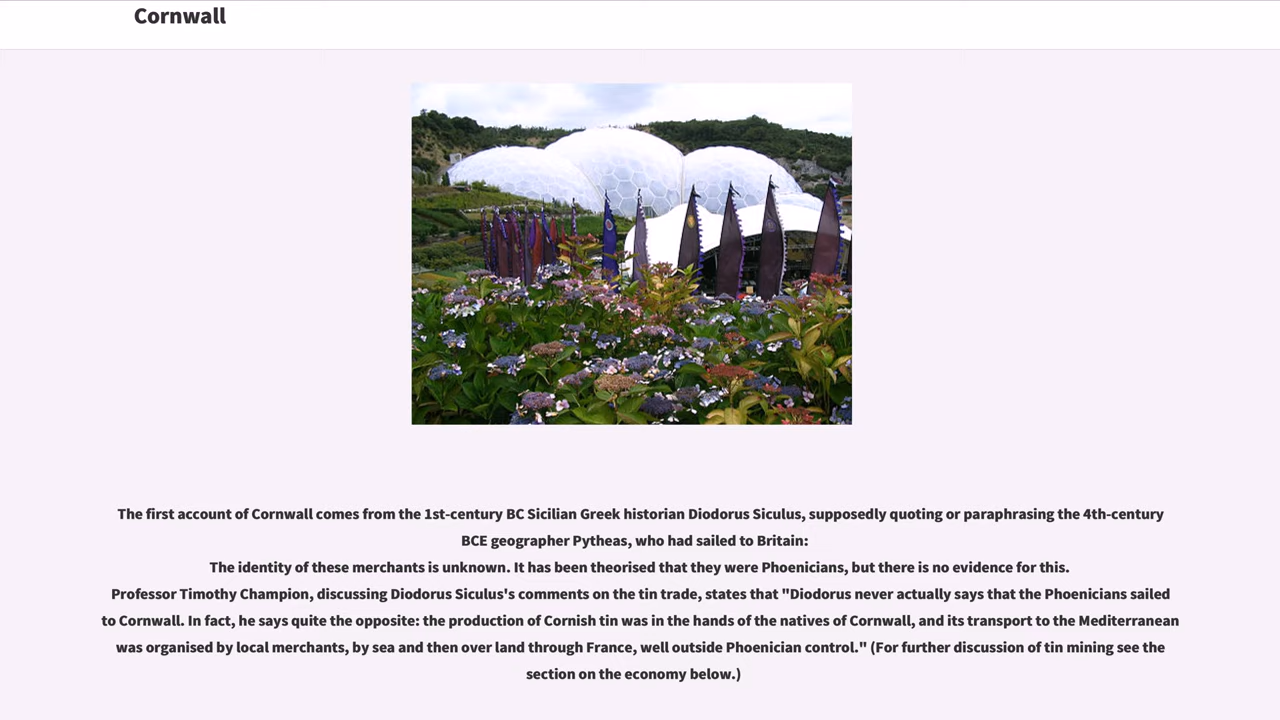 Cornwall
The first account of Cornwall comes from the 1st-century BC Sicilian Greek historian Diodorus Siculus, supposedly quoting or paraphrasing the 4th-century
BCE geographer Pytheas, who had sailed to Britain:
The identity of these merchants is unknown. It has been theorised that they were Phoenicians, but there is no evidence for this.
Professor Timothy Champion, discussing Diodorus Siculus's comments on the tin trade, states that "Diodorus never actually says that the Phoenicians sailed
to Cornwall. In fact, he says quite the opposite: the production of Cornish tin was in the hands of the natives of Cornwall, and its transport to the Mediterranean
was organised by local merchants, by sea and then over land through France, well outside Phoenician control." (For further discussion of tin mining see the
section on the economy below.)